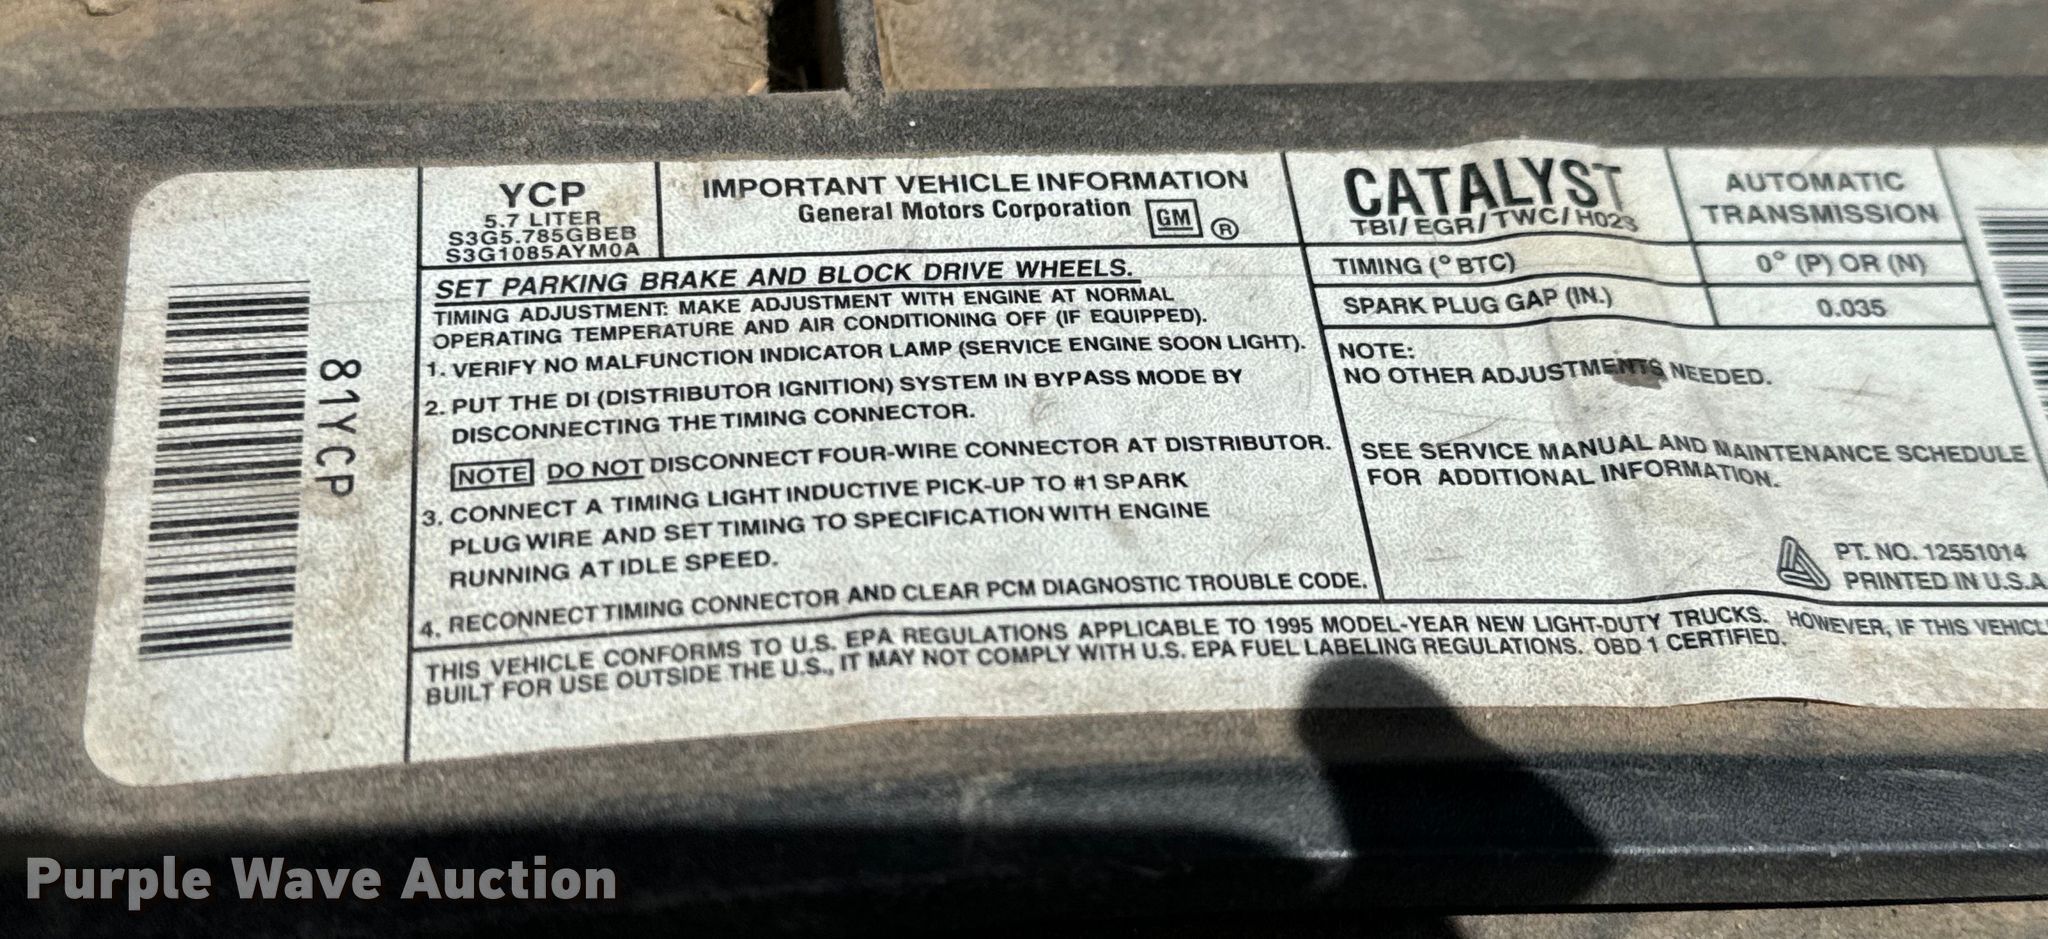 81YCP
YCP
5.7 LITER
S3G5.785GBEB
S3G1085AYM0A
IMPORTANT VEHICLE INFORMATION
General Motors Corporation GM ®
SET PARKING BRAKE AND BLOCK DRIVE WHEELS.
TIMING ADJUSTMENT: MAKE ADJUSTMENT WITH ENGINE AT NORMAL
OPERATING TEMPERATURE AND AIR CONDITIONING OFF (IF EQUIPPED).
1. VERIFY NO MALFUNCTION INDICATOR LAMP (SERVICE ENGINE SOON LIGHT).
2. PUT THE DI (DISTRIBUTOR IGNITION) SYSTEM IN BYPASS MODE BY
DISCONNECTING THE TIMING CONNECTOR.
NOTE DO NOT DISCONNECT FOUR-WIRE CONNECTOR AT DISTRIBUTOR.
3. CONNECT A TIMING LIGHT INDUCTIVE PICK-UP TO #1 SPARK
PLUG WIRE AND SET TIMING TO SPECIFICATION WITH ENGINE
RUNNING AT IDLE SPEED.
4. RECONNECT TIMING CONNECTOR AND CLEAR PCM DIAGNOSTIC TROUBLE CODE.
CATALYST
TBI/EGR/TWC/HO2S
AUTOMATIC
TRANSMISSION
TIMING (° BTC)
0° (P) OR (N)
SPARK PLUG GAP (IN.)
0.035
NOTE:
NO OTHER ADJUSTMENTS NEEDED.
SEE SERVICE MANUAL AND MAINTENANCE SCHEDULE
FOR ADDITIONAL INFORMATION.
PT. NO. 12551014
PRINTED IN U.S.A
THIS VEHICLE CONFORMS TO U.S. EPA REGULATIONS APPLICABLE TO 1995 MODEL-YEAR NEW LIGHT-DUTY TRUCKS. HOWEVER, IF THIS VEHICL
BUILT FOR USE OUTSIDE THE U.S., IT MAY NOT COMPLY WITH U.S. EPA FUEL LABELING REGULATIONS. OBD 1 CERTIFIED.
Purple Wave Auction